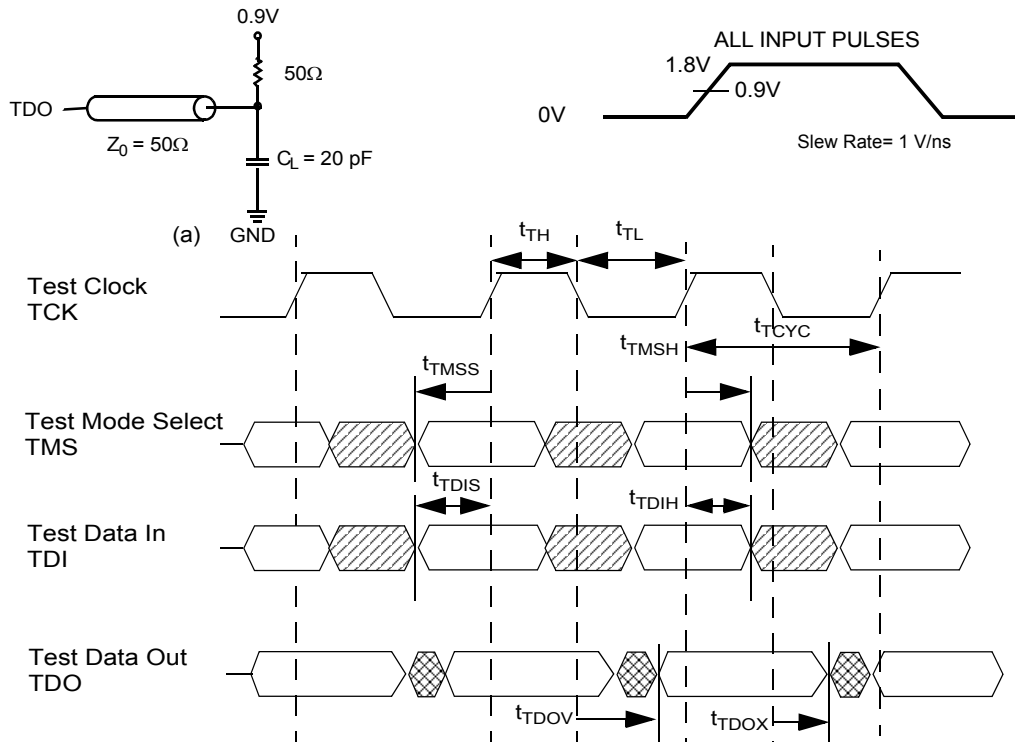 0.9V
ALL INPUT PULSES
50Ω
1.8V
0.9V
TDO
0V
Z0 = 50Ω
CL = 20 pF
Slew Rate= 1 V/ns
(a)
GND
tTH
tTL
Test Clock
TCK
tTMSH
tTCYC
tTMSS
Test Mode Select
TMS
tTDIS
tTDIH
Test Data In
TDI
Test Data Out
TDO
tTDOV
tTDOX